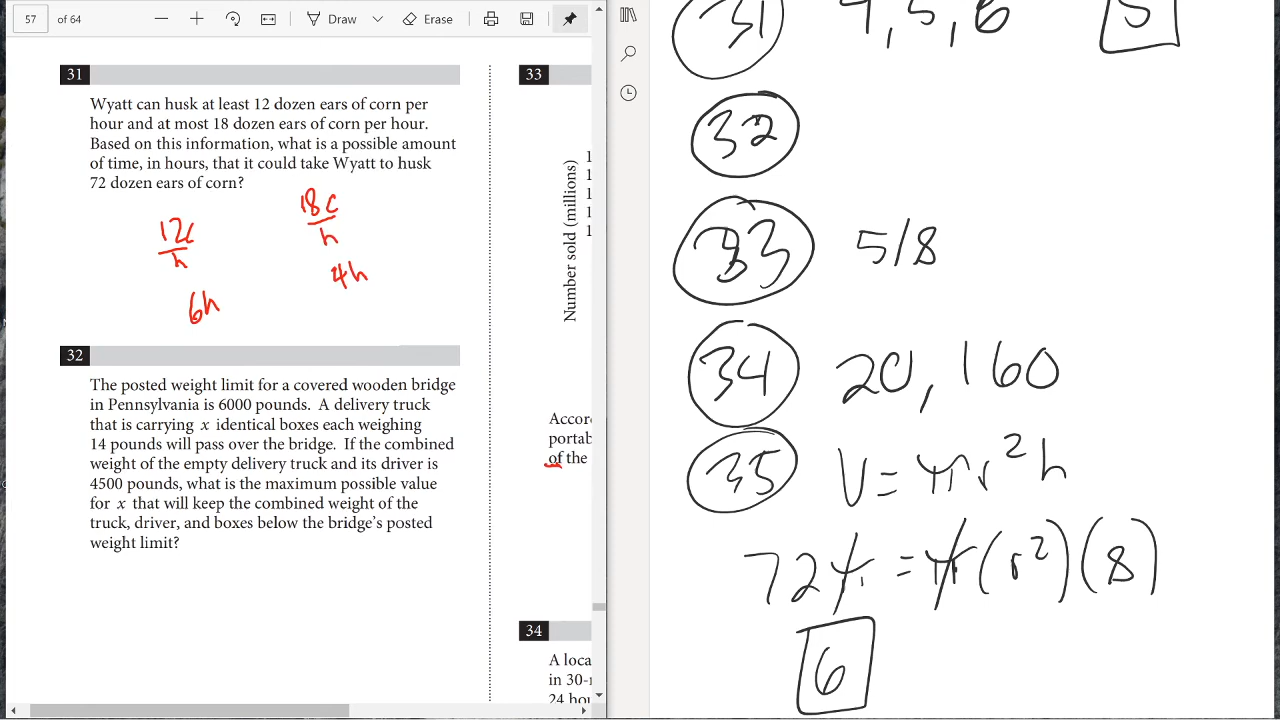 57 of 64
Draw
Erase
31
Wyatt can husk at least 12 dozen ears of corn per
hour and at most 18 dozen ears of corn per hour.
Based on this information, what is a possible amount
of time, in hours, that it could take Wyatt to husk
72 dozen ears of corn?
12c
h
6h
18c
h
4h
32
The posted weight limit for a covered wooden bridge
in Pennsylvania is 6000 pounds. A delivery truck
that is carrying x identical boxes each weighing
14 pounds will pass over the bridge. If the combined
weight of the empty delivery truck and its driver is
4500 pounds, what is the maximum possible value
for x that will keep the combined weight of the
truck, driver, and boxes below the bridge's posted
weight limit?
33
Number sold (millions)
1
1
1
1
1
portab
of the
34
A loca
24 hou
31 4, 5, 6 5
32
33 5/8
34 20, 160
35 V = πr²h
72π = π(r²)(8)
6